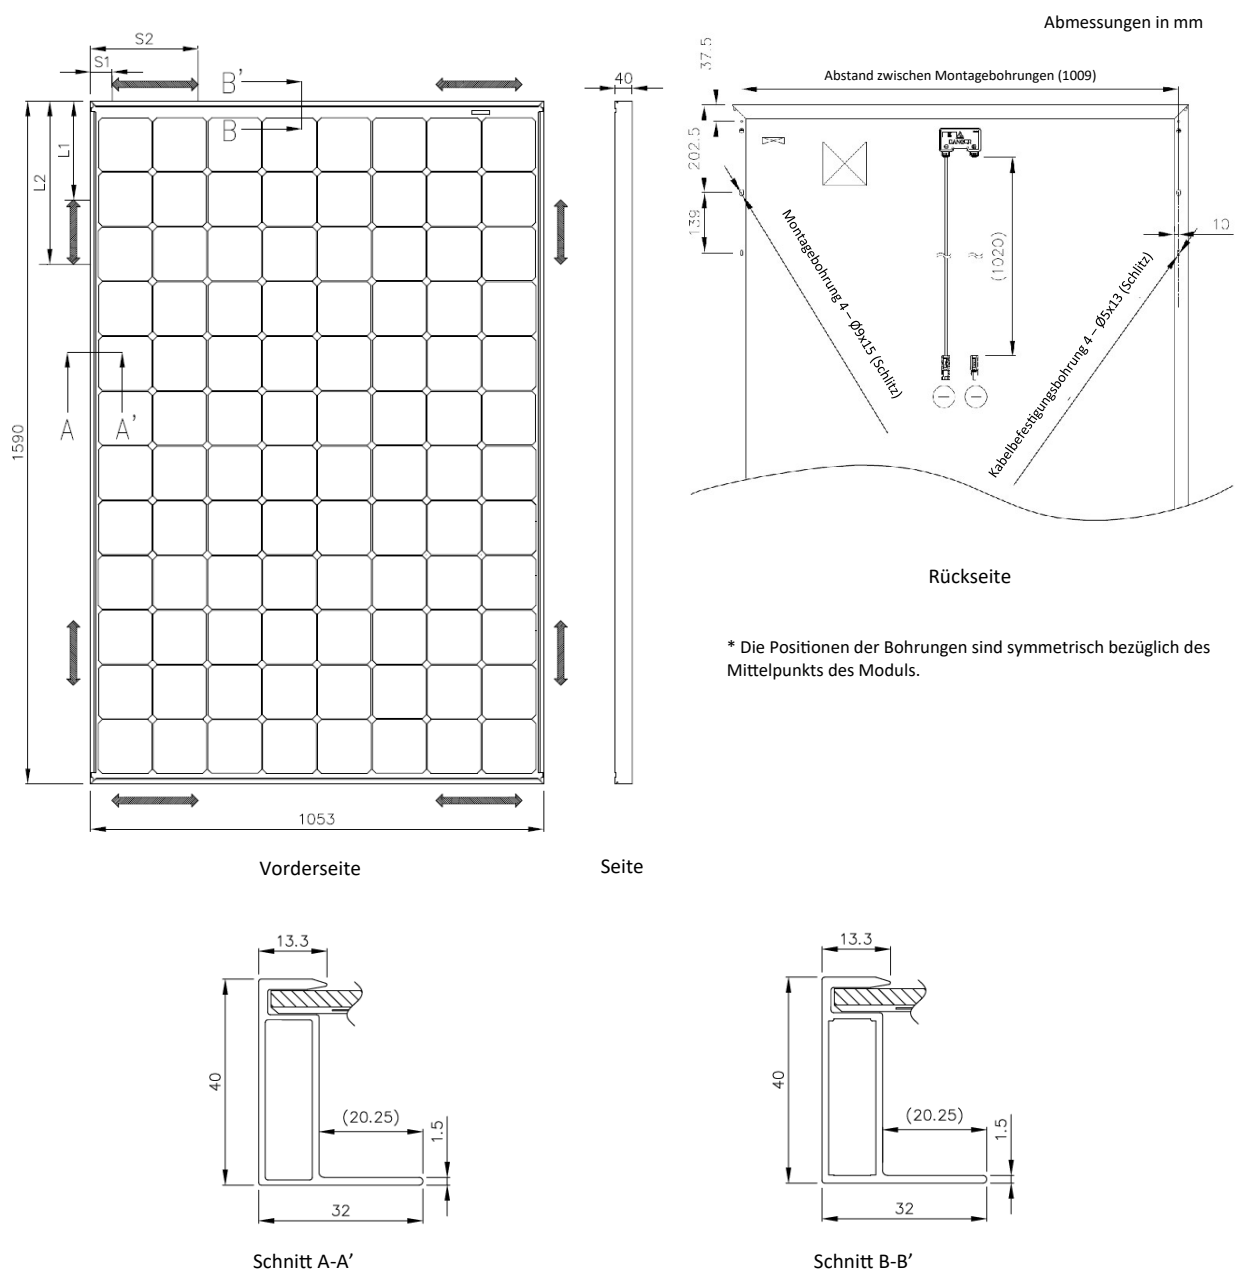 Abmessungen in mm
S2
S1
B'
B
L1
L2
A
A'
1590
1053
Vorderseite
40
Seite
37.5
Abstand zwischen Montagebohrungen (1009)
202.5
139
DANGER
(1020)
10
Montagebohrung 4 – Ø9x15 (Schlitz)
Kabelbefestigungsbohrung 4 – Ø5x13 (Schlitz)
Rückseite
* Die Positionen der Bohrungen sind symmetrisch bezüglich des
Mittelpunkts des Moduls.
13.3
40
(20.25)
1.5
32
Schnitt A-A’
13.3
40
(20.25)
1.5
32
Schnitt B-B’